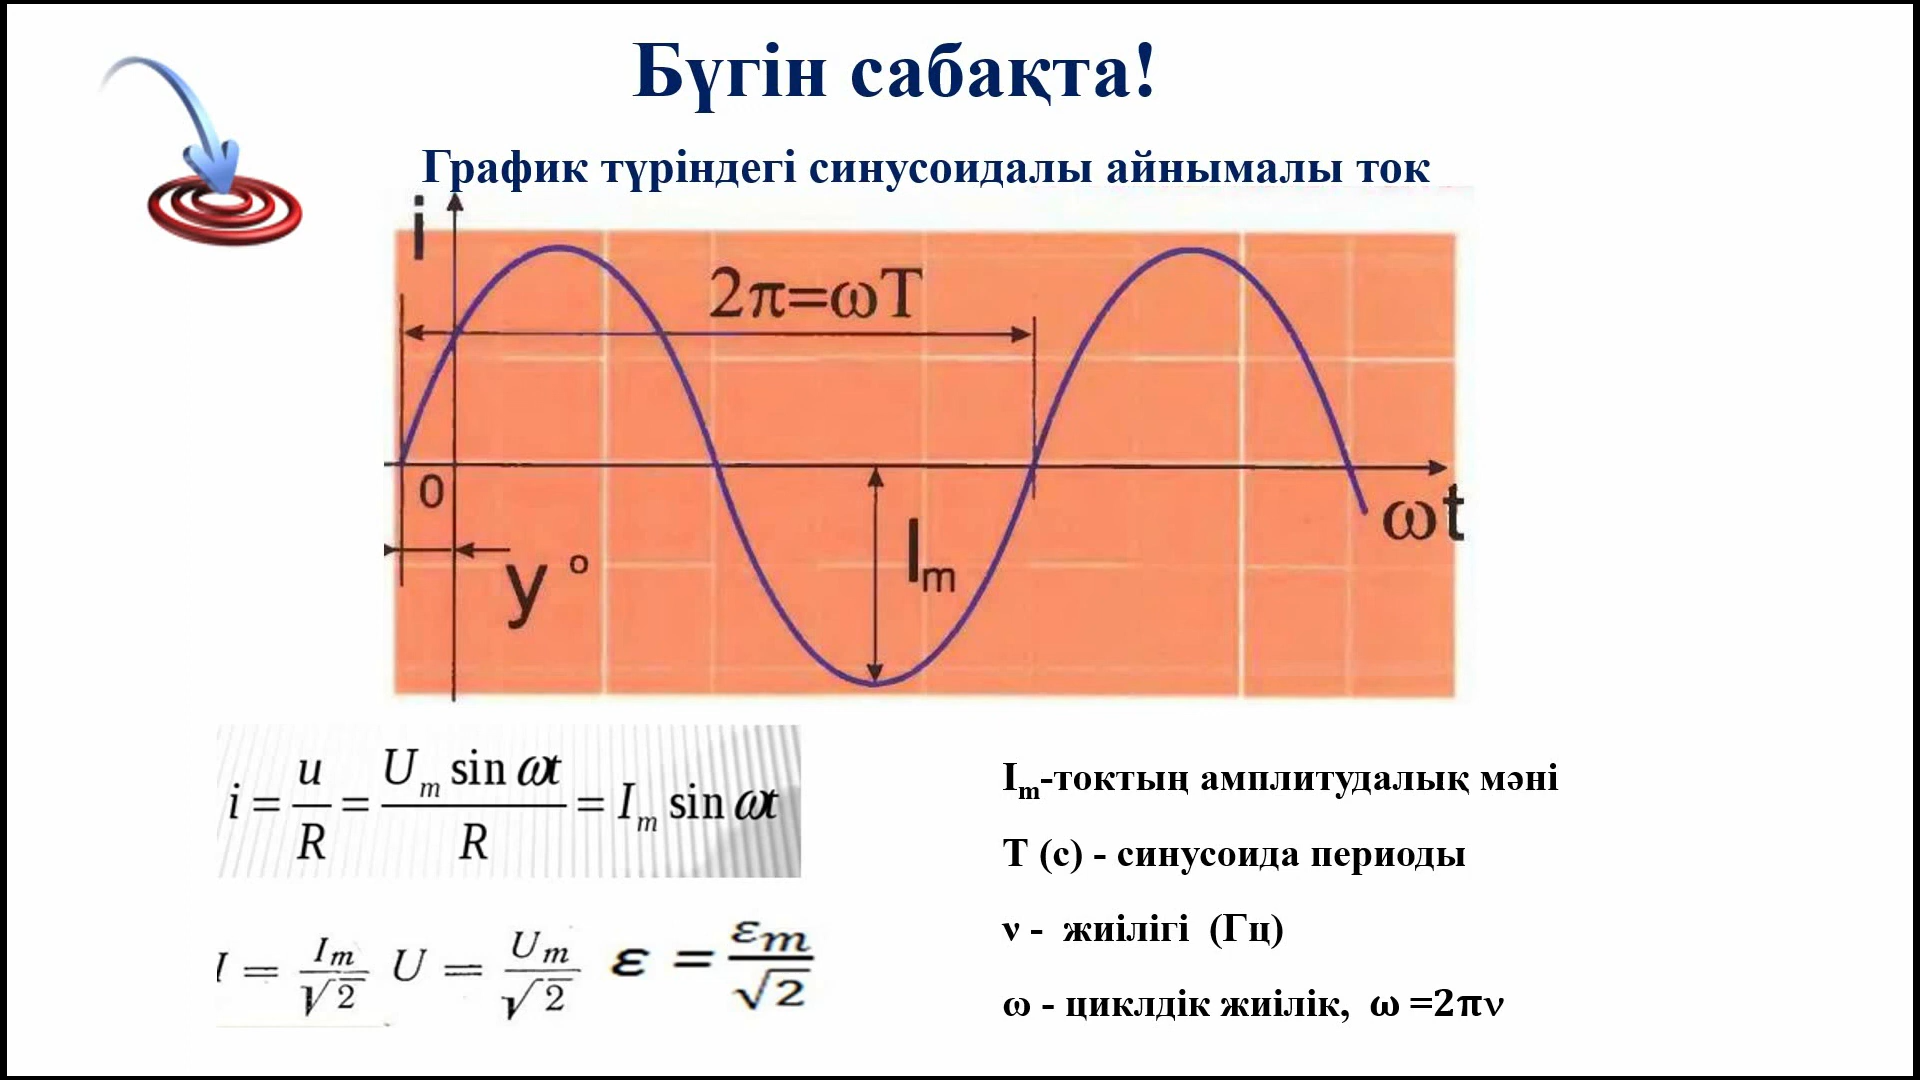 Бүгін сабақта!
График түріндегі синусоидалы айнымалы ток
i
2π=ωT
0
ωt
Im
y °
i = u/R = Um sin ωt / R = Im sin ωt
I = Im/√2 U = Um/√2 ε = εm/√2
Im-токтың амплитудалық мәні
T (с) - синусоида периоды
ν - жиілігі (Гц)
ω - циклдік жиілік, ω =2πν